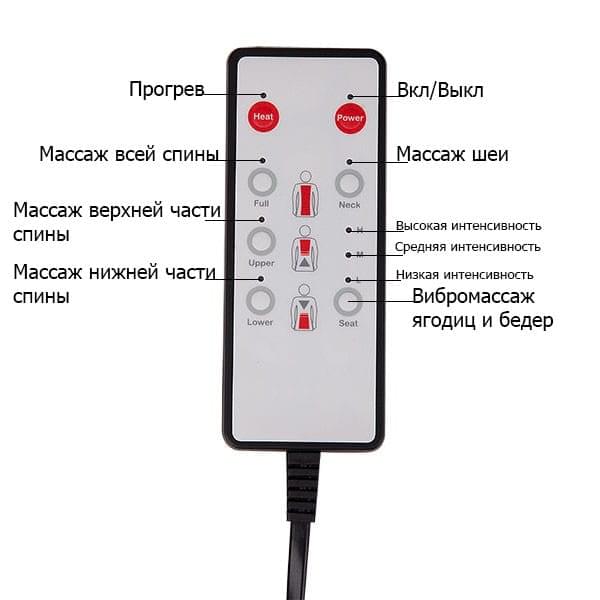 Прогрев
Вкл/Выкл
Heat
Power
Массаж всей спины
Массаж шеи
Full
Neck
Массаж верхней части
спины
H
Высокая интенсивность
M
Средняя интенсивность
Upper
Массаж нижней части
спины
L
Низкая интенсивность
Вибромассаж
ягодиц и бедер
Lower
Seat